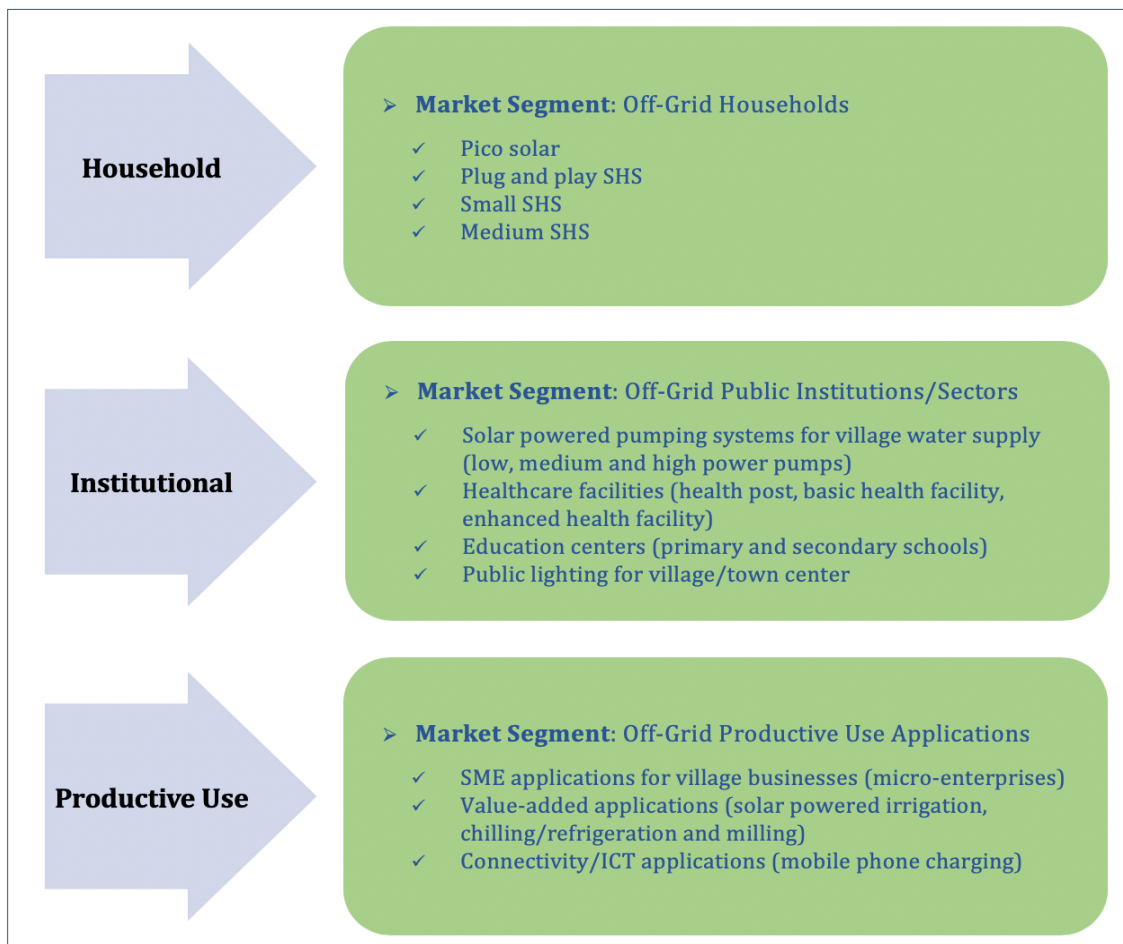 Household
➢ Market Segment: Off-Grid Households
✓ Pico solar
✓ Plug and play SHS
✓ Small SHS
✓ Medium SHS
Institutional
➢ Market Segment: Off-Grid Public Institutions/Sectors
✓ Solar powered pumping systems for village water supply
(low, medium and high power pumps)
✓ Healthcare facilities (health post, basic health facility,
enhanced health facility)
✓ Education centers (primary and secondary schools)
✓ Public lighting for village/town center
Productive Use
➢ Market Segment: Off-Grid Productive Use Applications
✓ SME applications for village businesses (micro-enterprises)
✓ Value-added applications (solar powered irrigation,
chilling/refrigeration and milling)
✓ Connectivity/ICT applications (mobile phone charging)